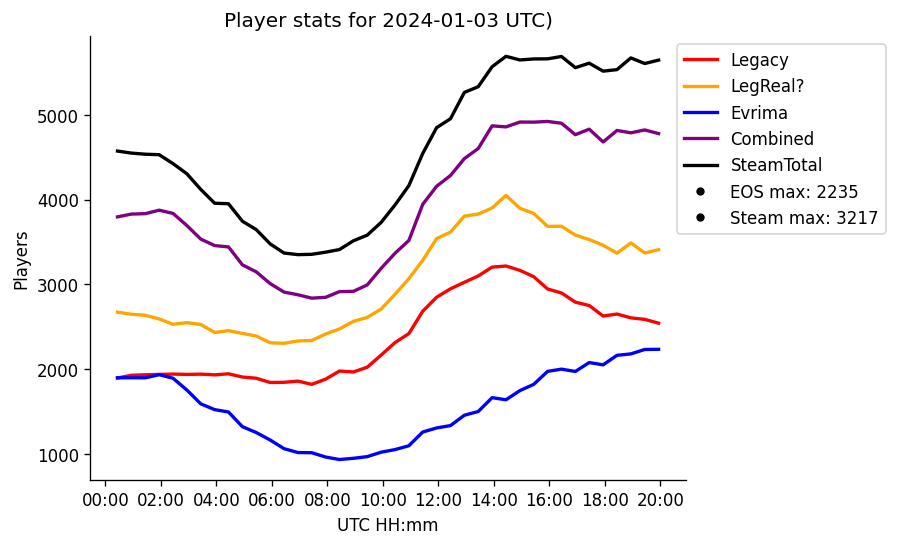 Player stats for 2024-01-03 UTC)
Legacy
LegReal?
Evrima
Combined
SteamTotal
EOS max: 2235
Steam max: 3217
Players
5000
4000
3000
2000
1000
00:00 02:00 04:00 06:00 08:00 10:00 12:00 14:00 16:00 18:00 20:00
UTC HH:mm